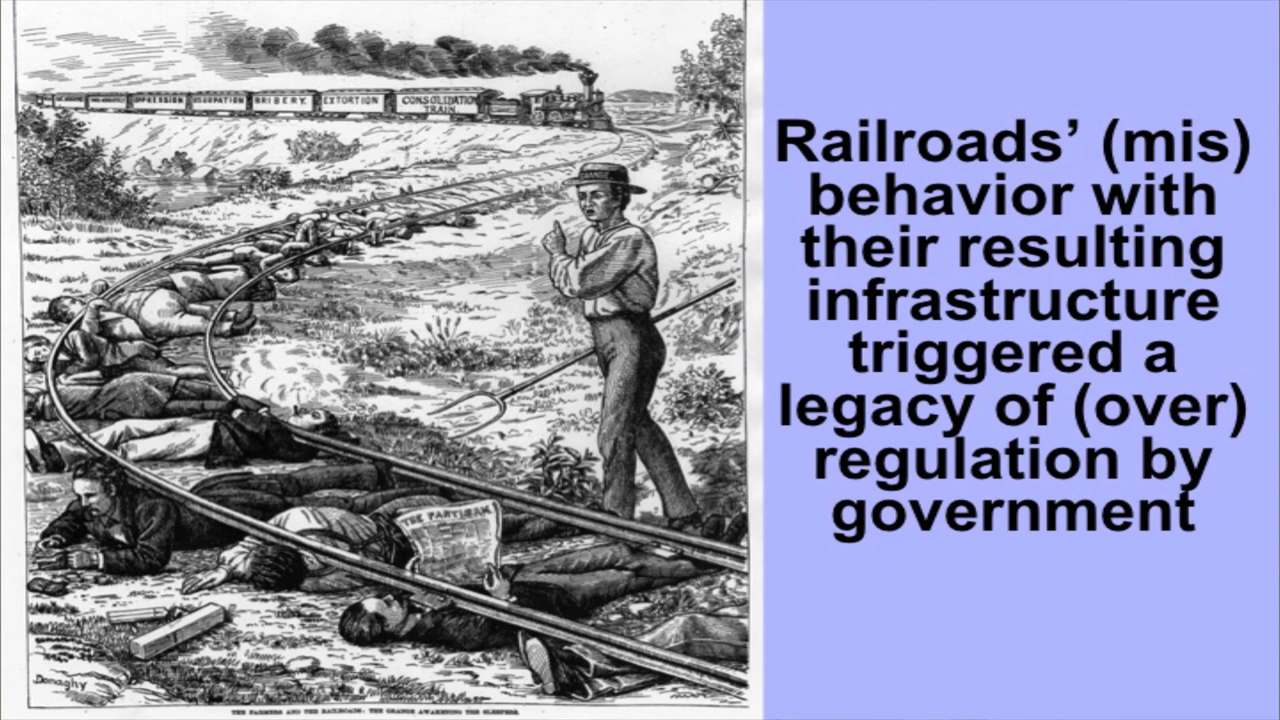 OPPRESSION USURPATION BRIBERY EXTORTION CONSOLIDATION
TRAIN
GRANGE
THE PARTISAN
Donaghy
THE FARMERS AND THE RAILROADS: THE GRANGE AWAKENING THE SLEEPERS.
Railroads’ (mis)
behavior with
their resulting
infrastructure
triggered a
legacy of (over)
regulation by
government